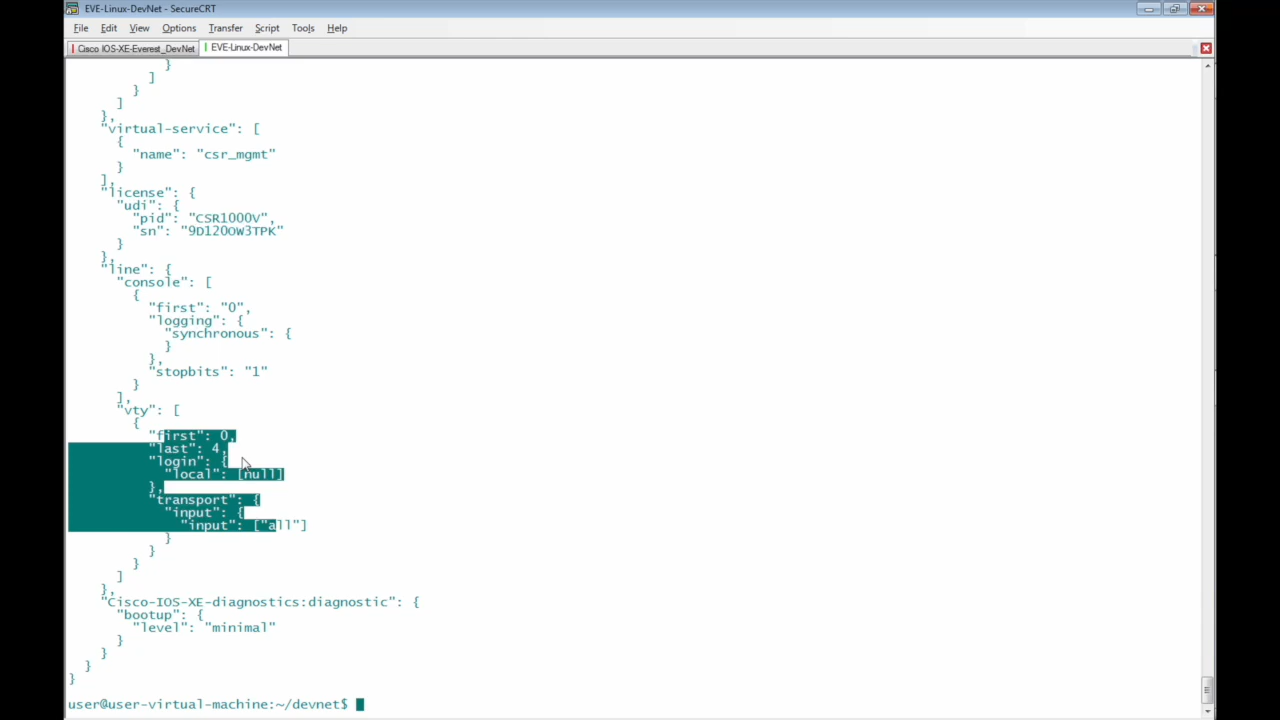 EVE-Linux-DevNet - SecureCRT
File Edit View Options Transfer Script Tools Help
Cisco IOS-XE-Everest_DevNet EVE-Linux-DevNet
}
]
}
]
},
"virtual-service": [
{
"name": "csr_mgmt"
}
],
"license": {
"udi": {
"pid": "CSR1000V",
"sn": "9D120OW3TPK"
}
},
"line": {
"console": [
{
"first": "0",
"logging": {
"synchronous": {
}
},
"stopbits": "1"
}
],
"vty": [
{
"first": 0,
"last": 4,
"login": {
"local": [null]
},
"transport": {
"input": {
"input": ["all"]
}
}
}
]
},
"Cisco-IOS-XE-diagnostics:diagnostic": {
"bootup": {
"level": "minimal"
}
}
}
}
user@user-virtual-machine:~/devnet$